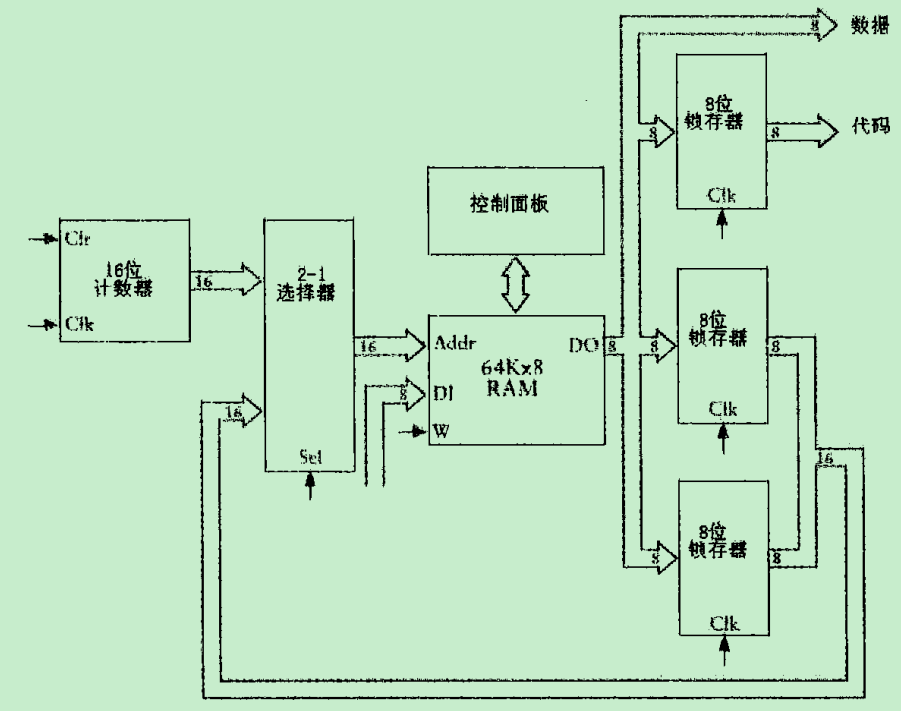 8
数据
8位
锁存器
8
8
代码
Clk
控制面板
Clr
16位
计数器
Clk
16
2-1
选择器
16
Sel
16
Addr
DI
8
W
DO
8
64Kx8
RAM
8
8位
锁存器
8
Clk
16
8
8位
锁存器
8
Clk